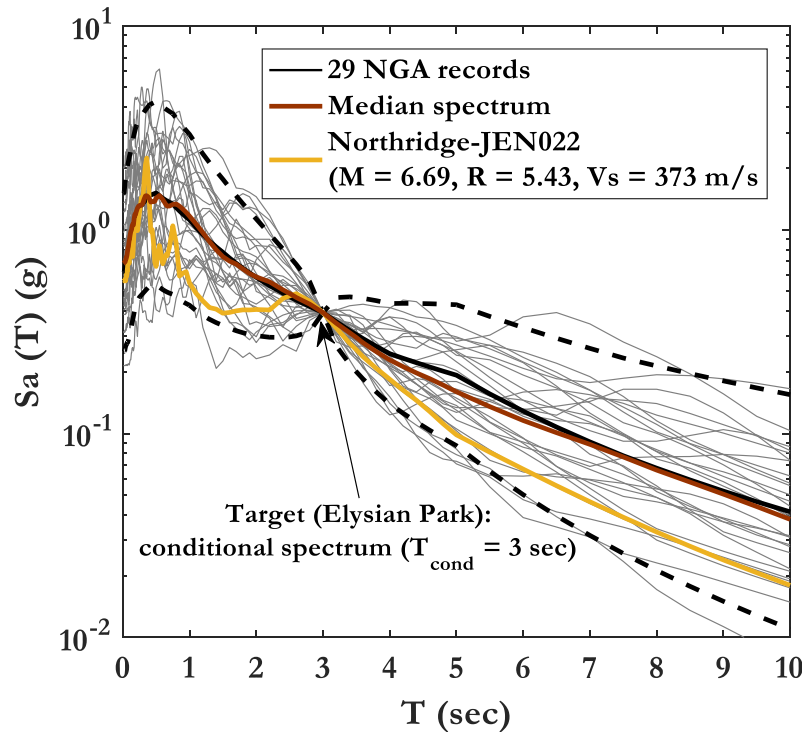 10^1
10^0
10^-1
10^-2
Sa (T) (g)
29 NGA records
Median spectrum
Northridge-JEN022
(M = 6.69, R = 5.43, Vs = 373 m/s
Target (Elysian Park):
conditional spectrum (T_cond = 3 sec)
0 1 2 3 4 5 6 7 8 9 10
T (sec)